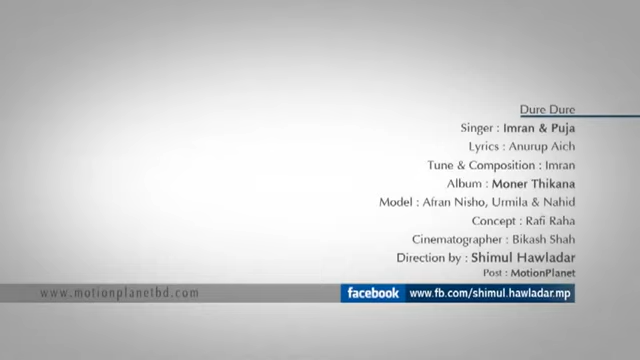 Dure Dure
Singer : Imran & Puja
Lyrics : Anurup Aich
Tune & Composition : Imran
Album : Moner Thikana
Model : Afran Nisho, Urmila & Nahid
Concept : Rafi Raha
Cinematographer : Bikash Shah
Direction by : Shimul Hawladar
Post : MotionPlanet
www.motionplanetbd.com facebook www.fb.com/shimul.hawladar.mp